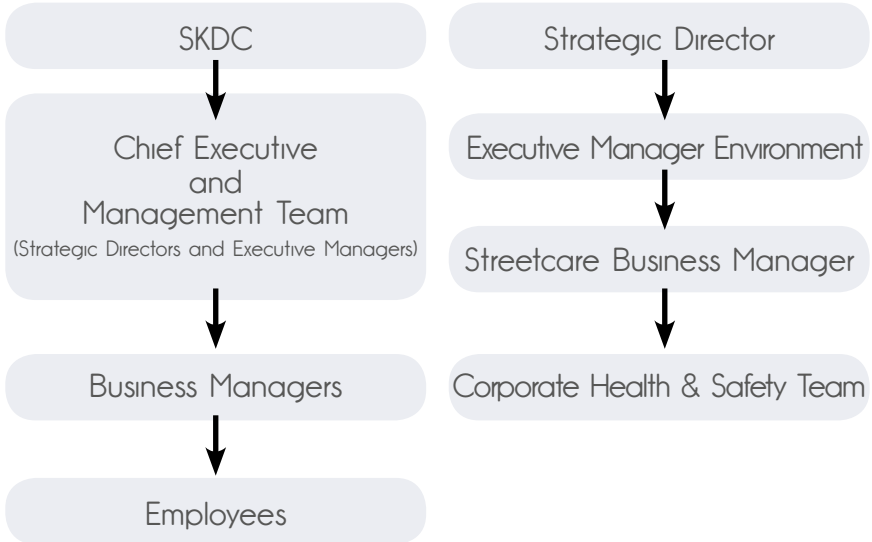 SKDC
Chief Executive
and
Management Team
(Strategic Directors and Executive Managers)
Business Managers
Employees
Strategic Director
Executive Manager Environment
Streetcare Business Manager
Corporate Health & Safety Team